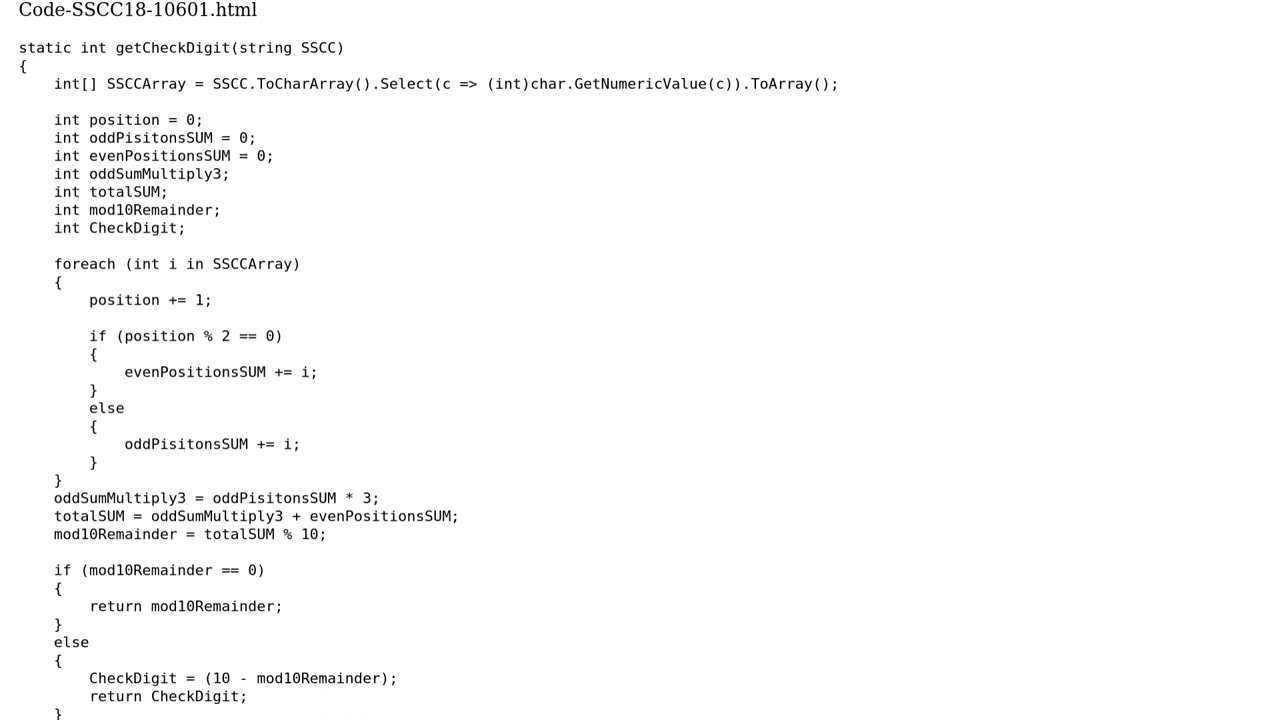 Code-SSCC18-10601.html
static int getCheckDigit(string SSCC)
{
    int[] SSCCArray = SSCC.ToCharArray().Select(c => (int)char.GetNumericValue(c)).ToArray();

    int position = 0;
    int oddPisitonsSUM = 0;
    int evenPositionsSUM = 0;
    int oddSumMultiply3;
    int totalSUM;
    int mod10Remainder;
    int CheckDigit;

    foreach (int i in SSCCArray)
    {
        position += 1;

        if (position % 2 == 0)
        {
            evenPositionsSUM += i;
        }
        else
        {
            oddPisitonsSUM += i;
        }
    }
    oddSumMultiply3 = oddPisitonsSUM * 3;
    totalSUM = oddSumMultiply3 + evenPositionsSUM;
    mod10Remainder = totalSUM % 10;

    if (mod10Remainder == 0)
    {
        return mod10Remainder;
    }
    else
    {
        CheckDigit = (10 - mod10Remainder);
        return CheckDigit;
    }